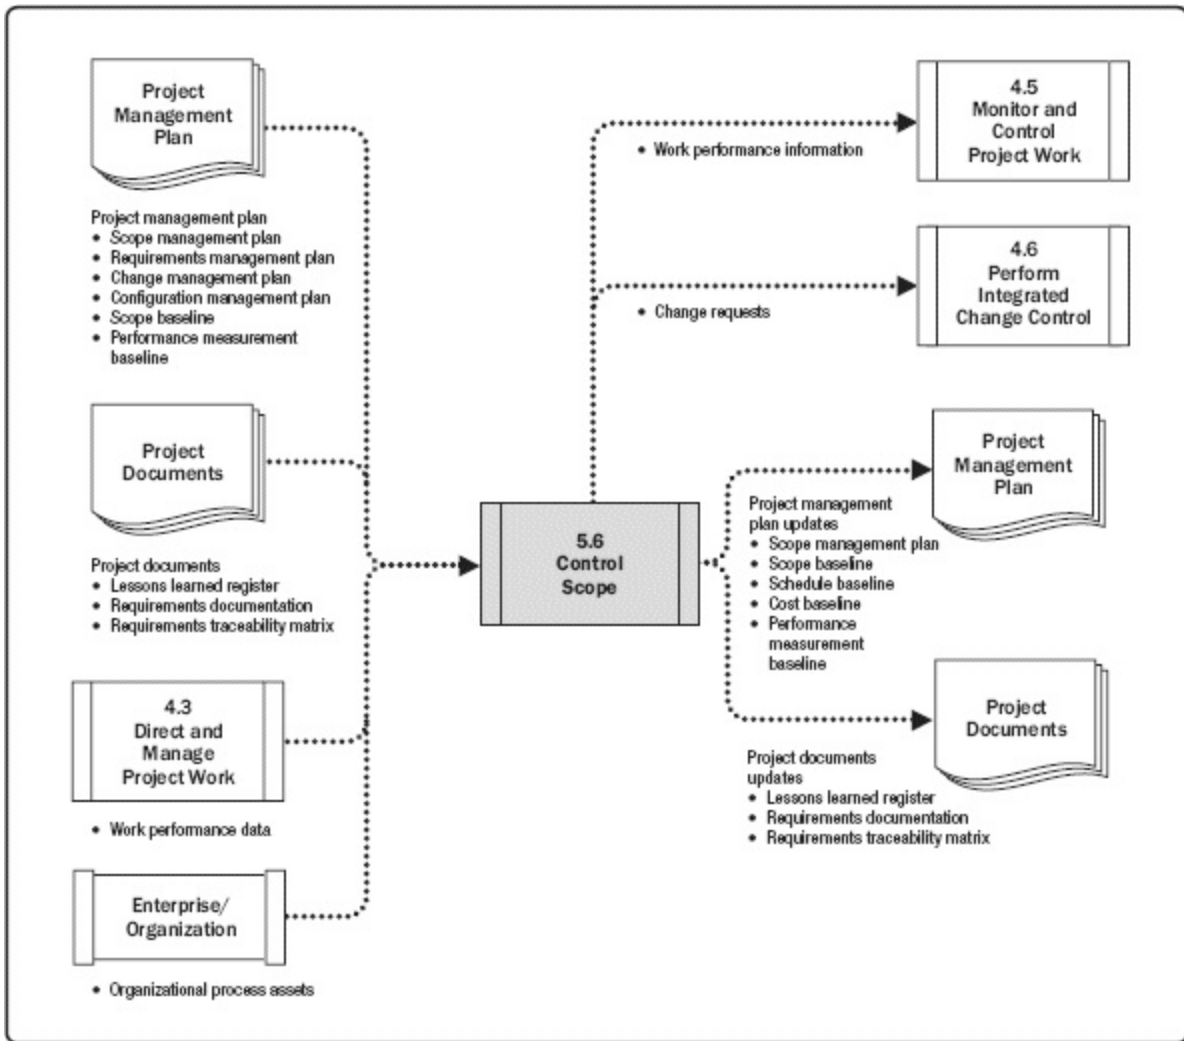 Project
Management
Plan
Project management plan
• Scope management plan
• Requirements management plan
• Change management plan
• Configuration management plan
• Scope baseline
• Performance measurement
baseline
Project
Documents
Project documents
• Lessons learned register
• Requirements documentation
• Requirements traceability matrix
4.3
Direct and
Manage
Project Work
• Work performance data
Enterprise/
Organization
• Organizational process assets
5.6
Control
Scope
• Work performance information
4.5
Monitor and
Control
Project Work
• Change requests
4.6
Perform
Integrated
Change Control
Project
Management
Plan
Project management
plan updates
• Scope management plan
• Scope baseline
• Schedule baseline
• Cost baseline
• Performance
measurement
baseline
Project
Documents
Project documents
updates
• Lessons learned register
• Requirements documentation
• Requirements traceability matrix